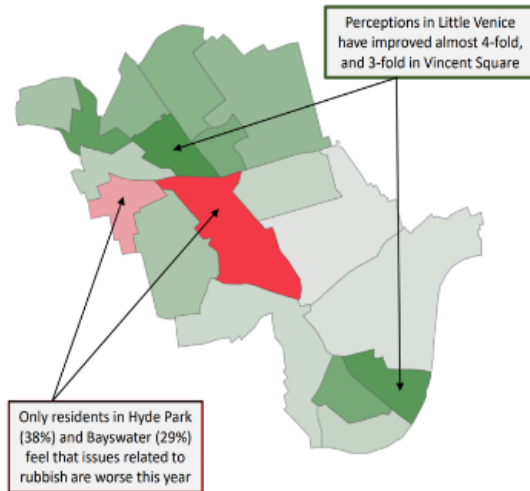 Perceptions in Little Venice
have improved almost 4-fold,
and 3-fold in Vincent Square
Only residents in Hyde Park
(38%) and Bayswater (29%)
feel that issues related to
rubbish are worse this year